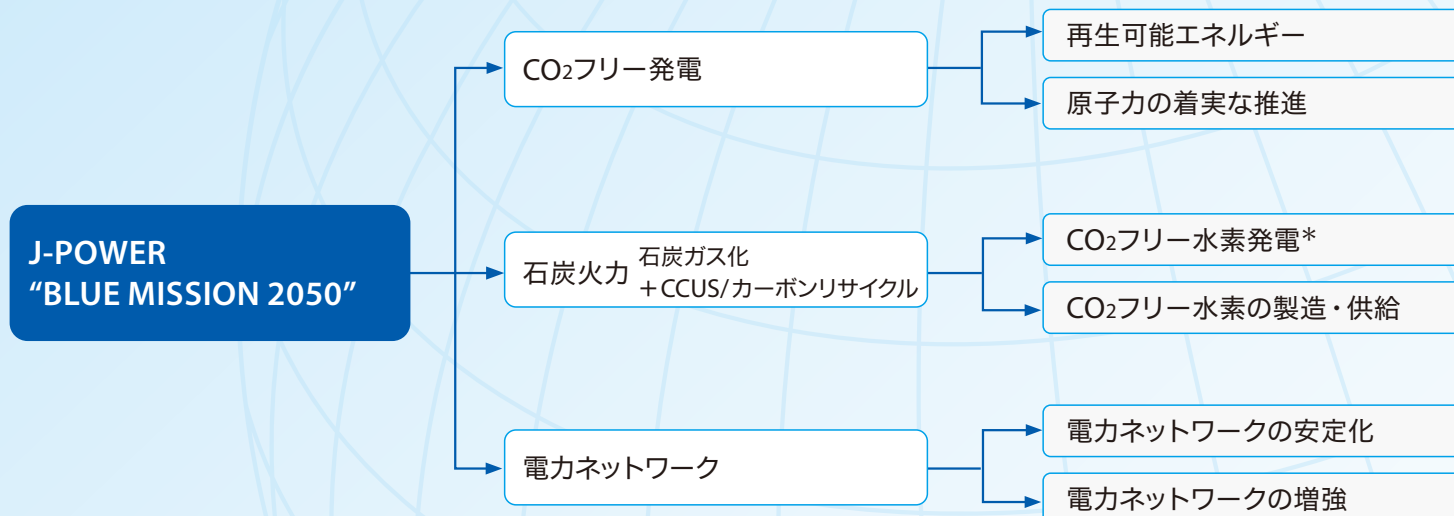 J-POWER
“BLUE MISSION 2050”
CO2フリー発電
再生可能エネルギー
原子力の着実な推進
石炭火力 石炭ガス化
+CCUS/カーボンリサイクル
CO2フリー水素発電*
CO2フリー水素の製造・供給
電力ネットワーク
電力ネットワークの安定化
電力ネットワークの増強